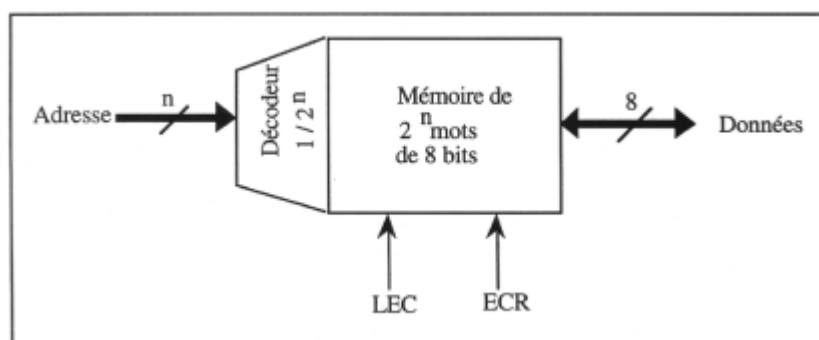 Adresse
n
Décodeur
1 / 2^n
Mémoire de
2^n mots
de 8 bits
8
Données
LEC
ECR